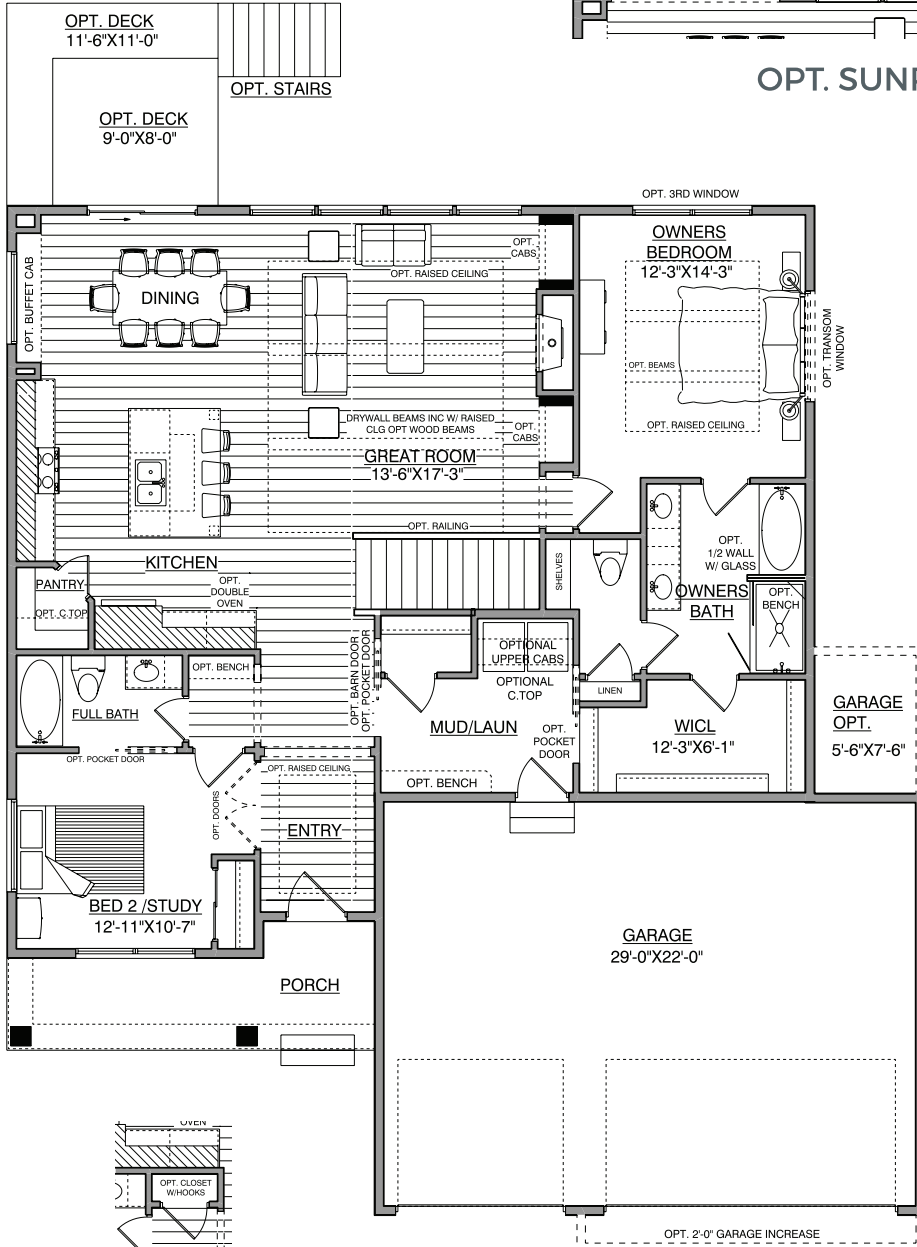 OPT. DECK
11'-6"X11'-0"
OPT. STAIRS
OPT. SUNR
OPT. DECK
9'-0"X8'-0"
OPT. 3RD WINDOW
OWNERS
BEDROOM
12'-3"X14'-3"
OPT.
CABS
OPT. RAISED CEILING
OPT. BUFFET CAB
DINING
OPT. TRANSOM
WINDOW
OPT. BEAMS
OPT. RAISED CEILING
DRYWALL BEAMS INC W/ RAISED
CLG OPT WOOD BEAMS
OPT.
CABS
GREAT ROOM
13'-6"X17'-3"
OPT. RAILING
KITCHEN
PANTRY
OPT. C.TOP
OPT.
DOUBLE
OVEN
SHELVES
OPT.
1/2 WALL
W/ GLASS
OWNERS
BATH
OPT.
BENCH
OPT. BENCH
OPT. BARN DOOR
OPT. POCKET DOOR
OPTIONAL
UPPER CABS
OPTIONAL
C.TOP
LINEN
FULL BATH
OPT. POCKET DOOR
MUD/LAUN
OPT.
POCKET
DOOR
WICL
12'-3"X6'-1"
GARAGE
OPT.
5'-6"X7'-6"
OPT. RAISED CEILING
OPT. BENCH
OPT. DOORS
ENTRY
BED 2 /STUDY
12'-11"X10'-7"
GARAGE
29'-0"X22'-0"
PORCH
OVEN
OPT. CLOSET
W/HOOKS
OPT. 2'-0" GARAGE INCREASE